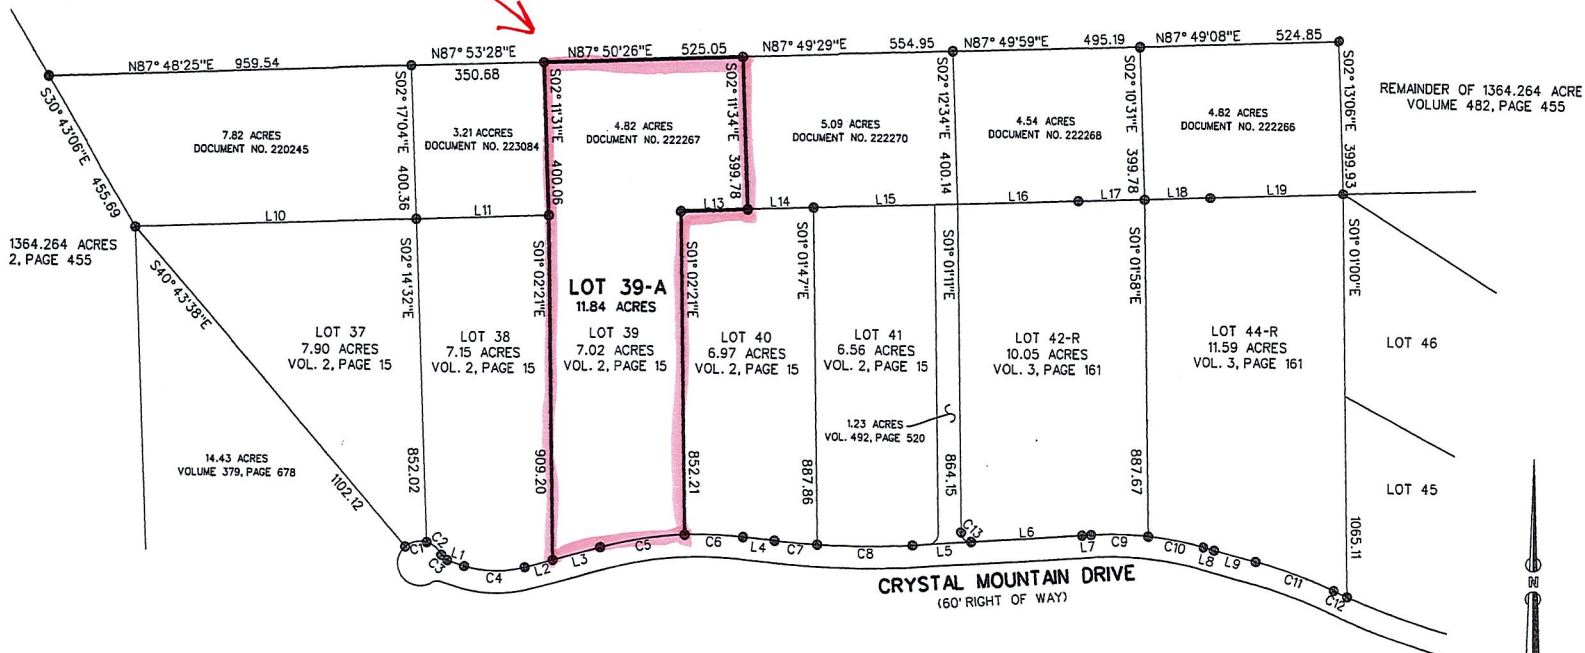 N87° 48'25"E 959.54
N87° 53'28"E
350.68
N87° 50'26"E 525.05
N87° 49'29"E 554.95
N87° 49'59"E 495.19
N87° 49'08"E 524.85
S30° 43'06"E 455.69
S02° 17'04"E 400.36
S02° 11'31"E 400.06
S02° 11'34"E 399.78
S02° 12'34"E 400.14
S02° 10'31"E 399.78
S02° 13'06"E 399.93
REMAINDER OF 1364.264 ACRE
VOLUME 482, PAGE 455
7.82 ACRES
DOCUMENT NO. 220245
3.21 ACCRES
DOCUMENT NO. 223084
4.82 ACRES
DOCUMENT NO. 222267
5.09 ACRES
DOCUMENT NO. 222270
4.54 ACRES
DOCUMENT NO. 222268
4.82 ACRES
DOCUMENT NO. 222266
L10
L11
L13
L14
L15
L16
L17
L18
L19
1364.264 ACRES
2, PAGE 455
S40° 43'38"E
1102.12
S02° 14'32"E
852.02
S01° 02'21"E
909.20
LOT 39-A
11.84 ACRES
S01° 02'21"E
852.21
S01° 01'47"E
887.86
S01° 01'11"E
864.15
S01° 01'58"E
887.67
S01° 01'00"E
1065.11
LOT 37
7.90 ACRES
VOL. 2, PAGE 15
LOT 38
7.15 ACRES
VOL. 2, PAGE 15
LOT 39
7.02 ACRES
VOL. 2, PAGE 15
LOT 40
6.97 ACRES
VOL. 2, PAGE 15
LOT 41
6.56 ACRES
VOL. 2, PAGE 15
LOT 42-R
10.05 ACRES
VOL. 3, PAGE 161
LOT 44-R
11.59 ACRES
VOL. 3, PAGE 161
LOT 46
1.23 ACRES
VOL. 492, PAGE 520
14.43 ACRES
VOLUME 379, PAGE 678
LOT 45
C1
C2
C3
L1
C4
L2
L3
C5
C6
L4
C7
C8
L5
C13
L6
L7
C9
C10
L8
L9
C11
C12
CRYSTAL MOUNTAIN DRIVE
(60' RIGHT OF WAY)
N